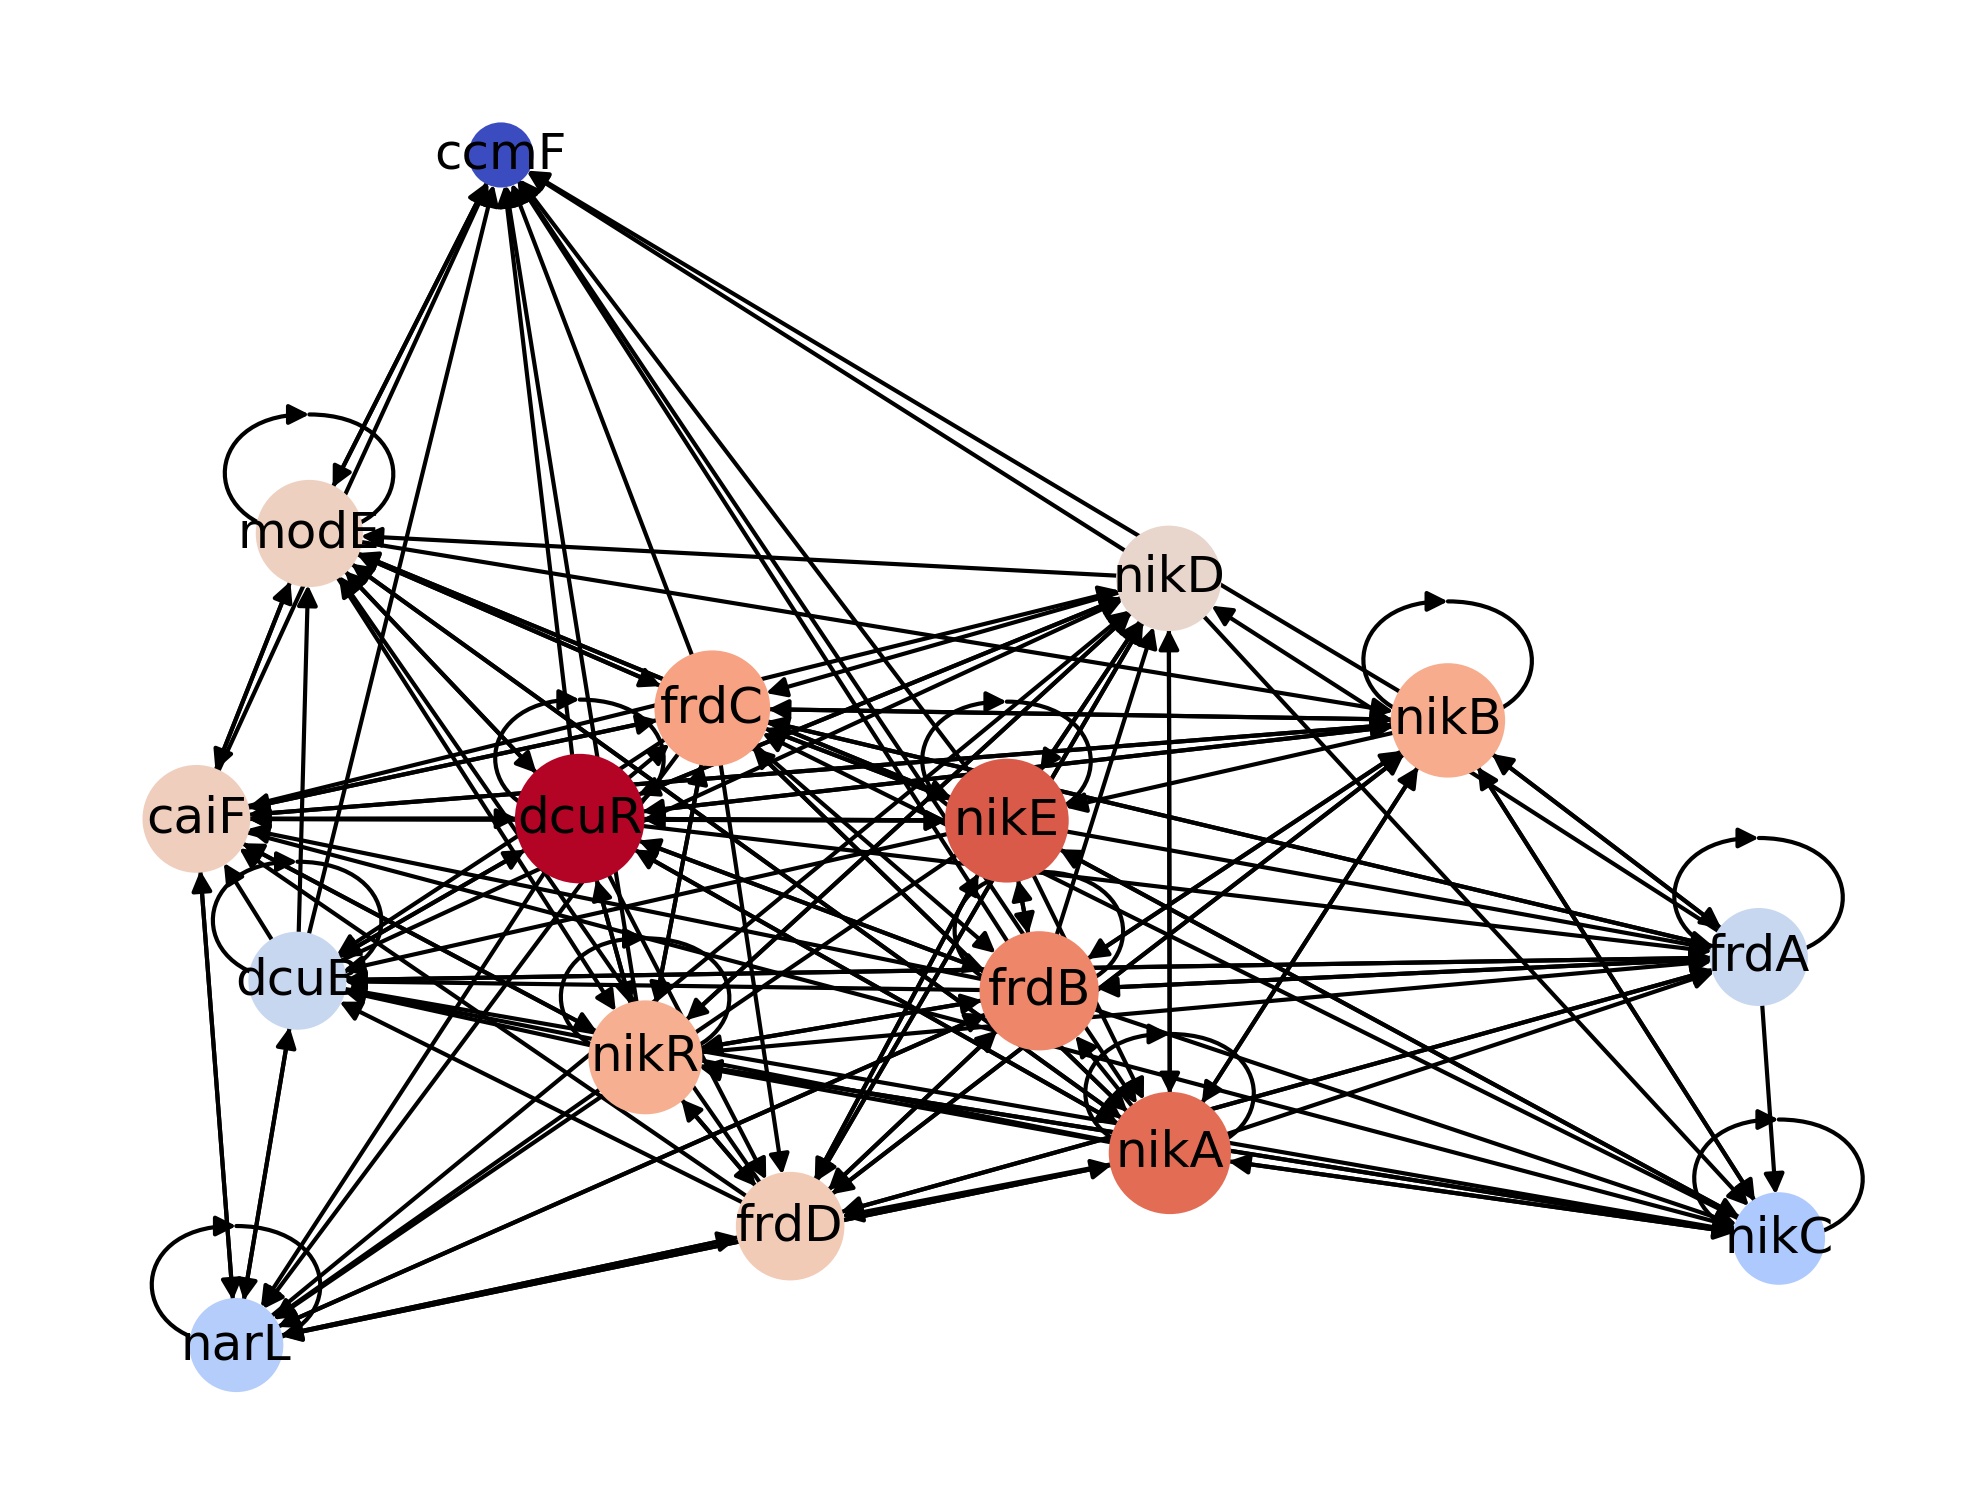 ccmF
modE
nikD
frdC
nikB
caiF
dcuR
nikE
frdA
dcuB
frdB
nikR
nikA
frdD
nikC
narL